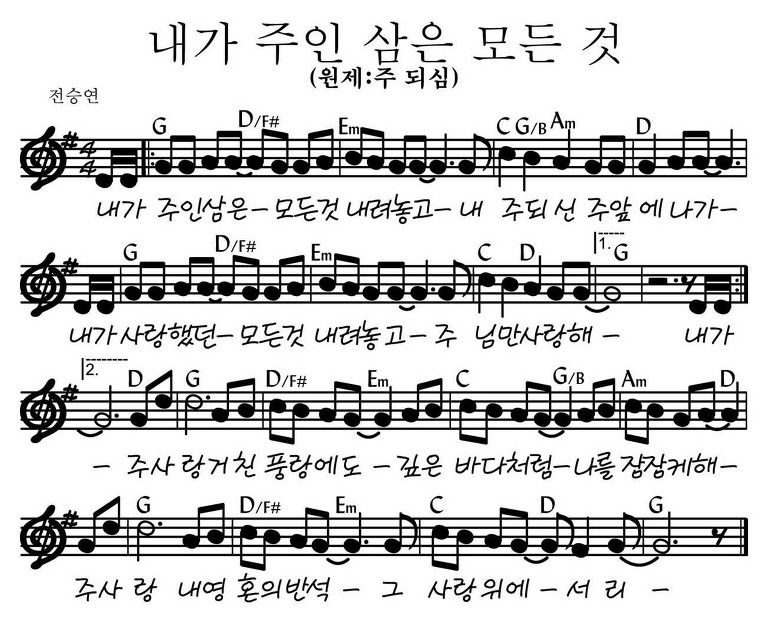 내가 주인 삼은 모든 것
(원제:주 되심)
전승연
G D/F# Em C G/B Am D
4/4
내가 주인삼은- 모든것 내려놓고- 내 주되 신 주앞 에 나가-
G D/F# Em C D 1. G
내가 사랑했던- 모든것 내려놓고- 주 님만사랑해 - 내가
2. D G D/F# Em C G/B Am D
- 주사 랑거친 풍랑에도 - 깊은 바다처럼- 나를 잠잠케해-
G D/F# Em C D G
주사 랑 내영 혼의반석 - 그 사랑위에- 서 리 -